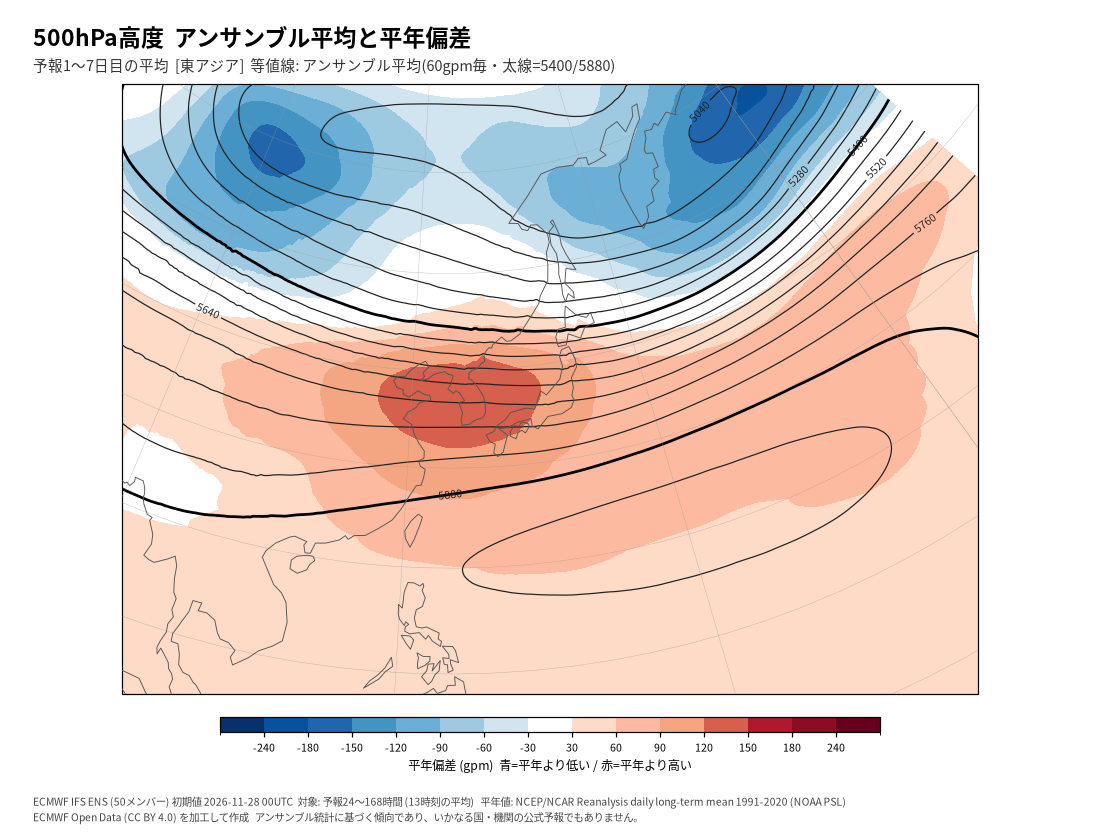 500hPa高度 アンサンブル平均と平年偏差
予報1〜7日目の平均 [東アジア] 等値線: アンサンブル平均(60gpm毎・太線=5400/5880)
5040
5400
5280
5520
5760
5640
5880
-240 -180 -150 -120 -90 -60 -30 30 60 90 120 150 180 240
平年偏差 (gpm) 青=平年より低い / 赤=平年より高い
ECMWF IFS ENS (50メンバー) 初期値 2026-11-28 00UTC 対象: 予報24〜168時間 (13時刻の平均) 平年値: NCEP/NCAR Reanalysis daily long-term mean 1991-2020 (NOAA PSL)
ECMWF Open Data (CC BY 4.0) を加工して作成 アンサンブル統計に基づく傾向であり、いかなる国・機関の公式予報でもありません。